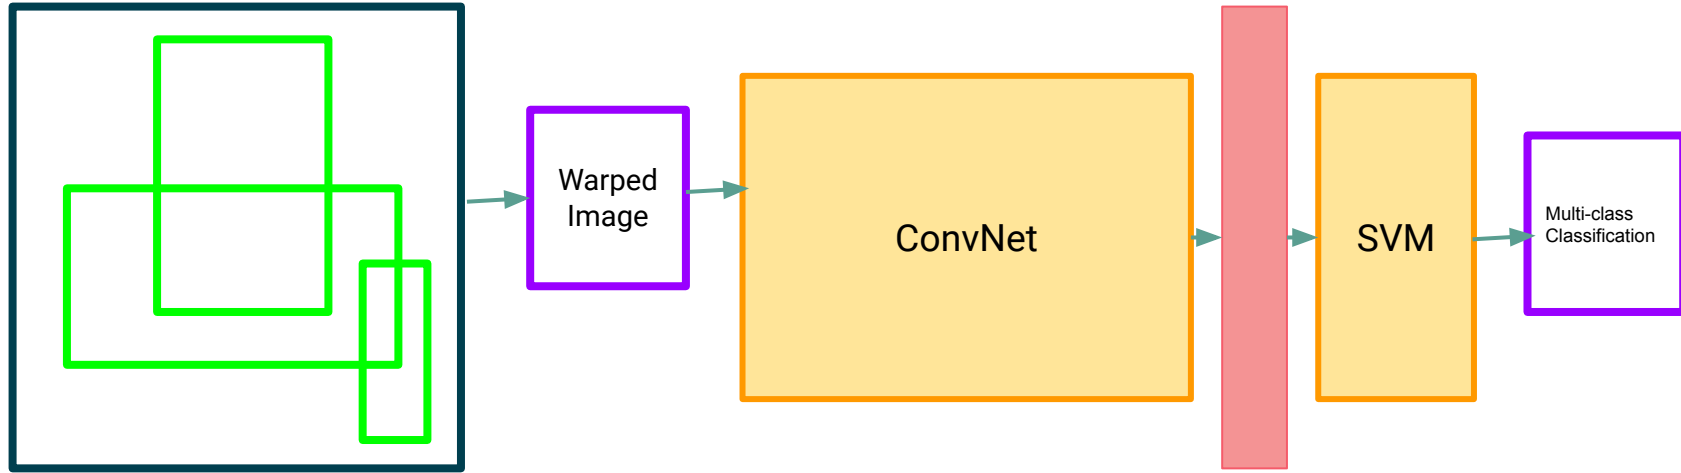 Warped
Image
ConvNet
SVM
Multi-class
Classification